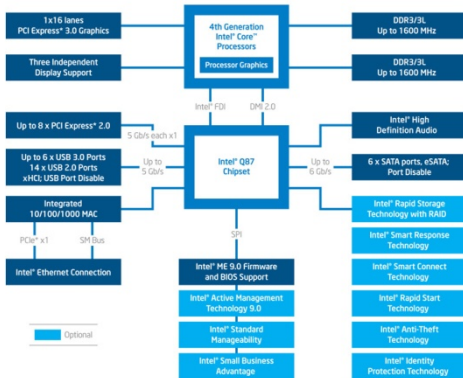 1x16 lanes
PCI Express* 3.0 Graphics
4th Generation
Intel® Core™
Processors
Processor Graphics
DDR3/3L
Up to 1600 MHz
Three Independent
Display Support
DDR3/3L
Up to 1600 MHz
Intel® FDI
DMI 2.0
Up to 8 x PCI Express* 2.0
5 Gb/s each x1
Intel® High
Definition Audio
Intel® Q87
Chipset
Up to 6 x USB 3.0 Ports
14 x USB 2.0 Ports
xHCI; USB Port Disable
Up to
5 Gb/s
Up to
6 Gb/s
6 x SATA ports, eSATA;
Port Disable
Integrated
10/100/1000 MAC
Intel® Rapid Storage
Technology with RAID
PCIe* x1
SM Bus
SPI
Intel® Smart Response
Technology
Intel® Ethernet Connection
Intel® ME 9.0 Firmware
and BIOS Support
Intel® Smart Connect
Technology
Intel® Active Management
Technology 9.0
Intel® Rapid Start
Technology
Optional
Intel® Standard
Manageability
Intel® Anti-Theft
Technology
Intel® Small Business
Advantage
Intel® Identity
Protection Technology